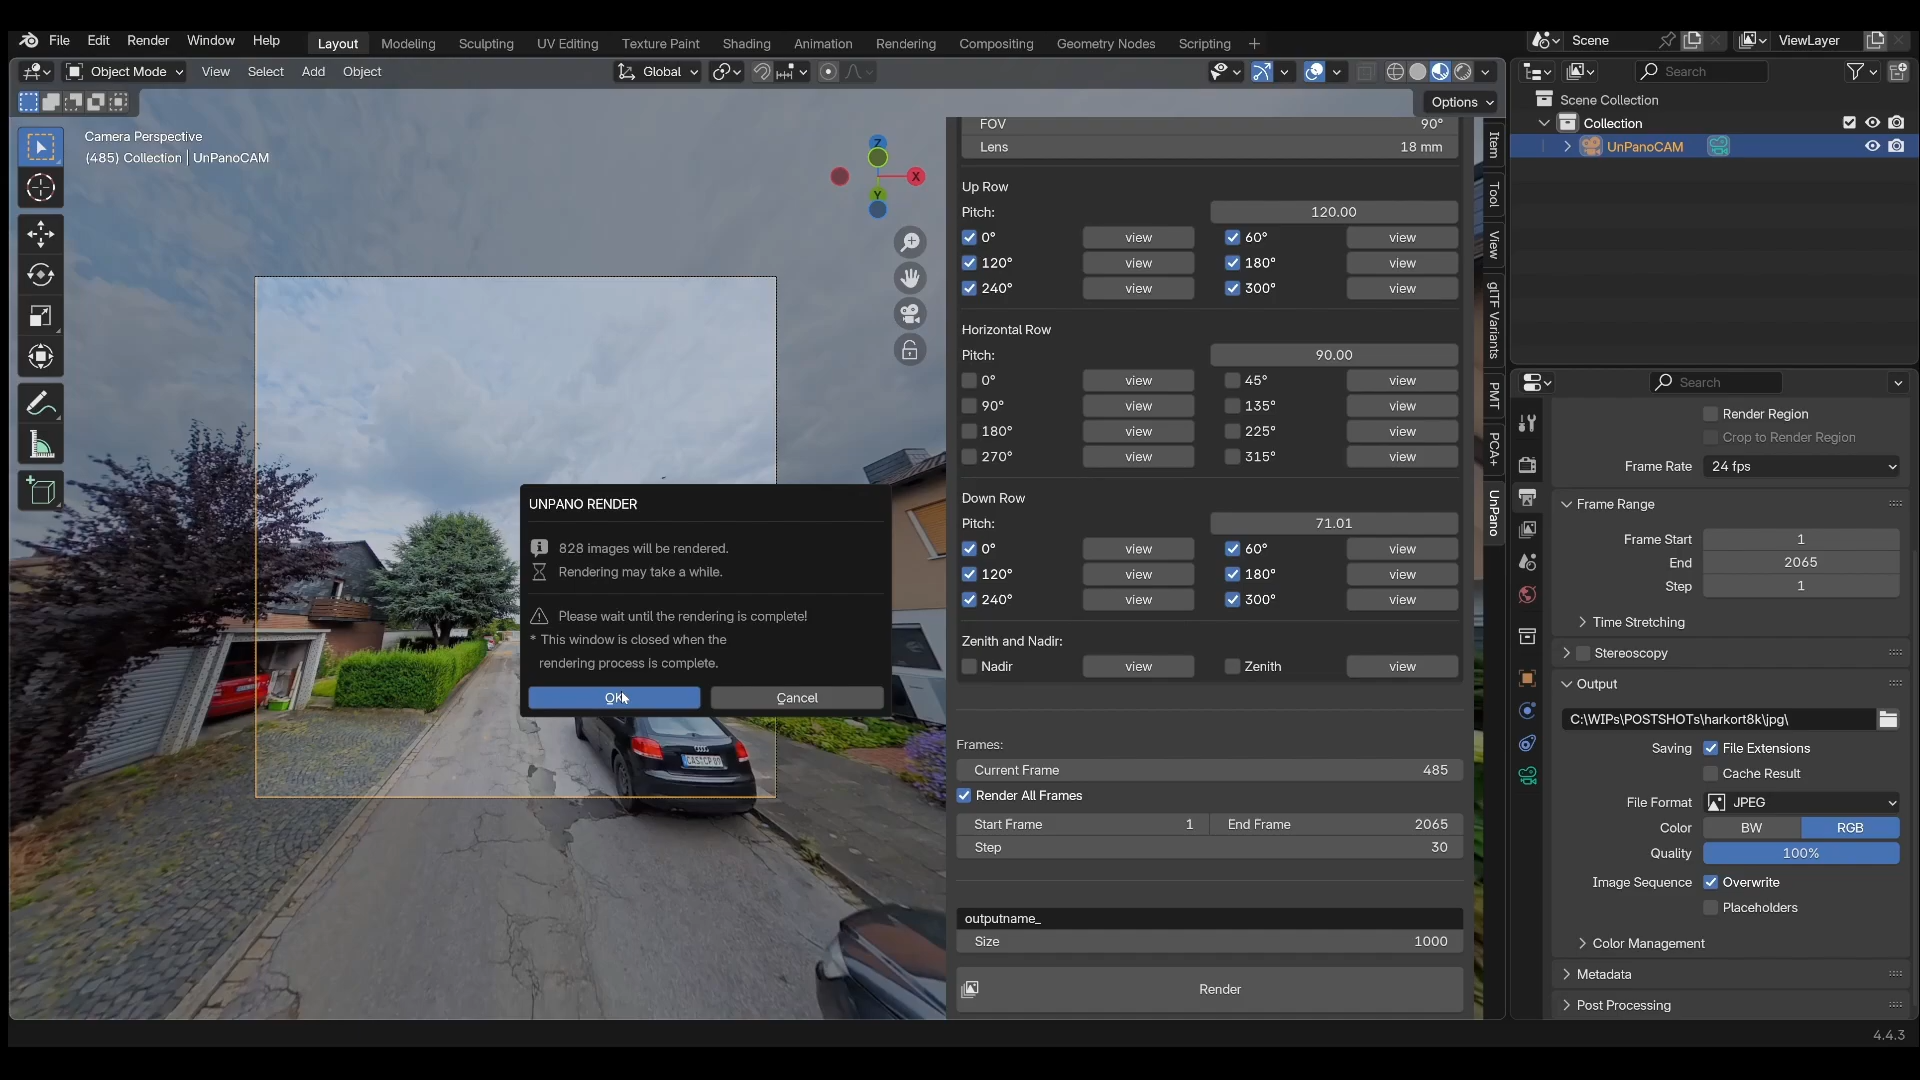 File Edit Render Window Help Layout Modeling Sculpting UV Editing Texture Paint Shading Animation Rendering Compositing Geometry Nodes Scripting + Scene ViewLayer
Object Mode View Select Add Object Global Search
Options
Camera Perspective
(485) Collection | UnPanoCAM
Z
X
Y
FOV 90°
Lens 18 mm
Up Row
Pitch: 120.00
0° view 60° view
120° view 180° view
240° view 300° view
Horizontal Row
Pitch: 90.00
0° view 45° view
90° view 135° view
180° view 225° view
270° view 315° view
Down Row
Pitch: 71.01
0° view 60° view
120° view 180° view
240° view 300° view
Zenith and Nadir:
Nadir view Zenith view
Frames:
Current Frame 485
Render All Frames
Start Frame 1 End Frame 2065
Step 30
outputname_
Size 1000
Render
UNPANO RENDER
828 images will be rendered.
Rendering may take a while.
Please wait until the rendering is complete!
* This window is closed when the
rendering process is complete.
OK Cancel
Item
Tool
View
glTF Variants
PMT
PCA+
UnPano
Scene Collection
Collection
UnPanoCAM
Search
Render Region
Crop to Render Region
Frame Rate 24 fps
Frame Range
Frame Start 1
End 2065
Step 1
Time Stretching
Stereoscopy
Output
C:\WIPs\POSTSHOTs\harkort8k\jpg\
Saving File Extensions
Cache Result
File Format JPEG
Color BW RGB
Quality 100%
Image Sequence Overwrite
Placeholders
Color Management
Metadata
Post Processing
4.4.3